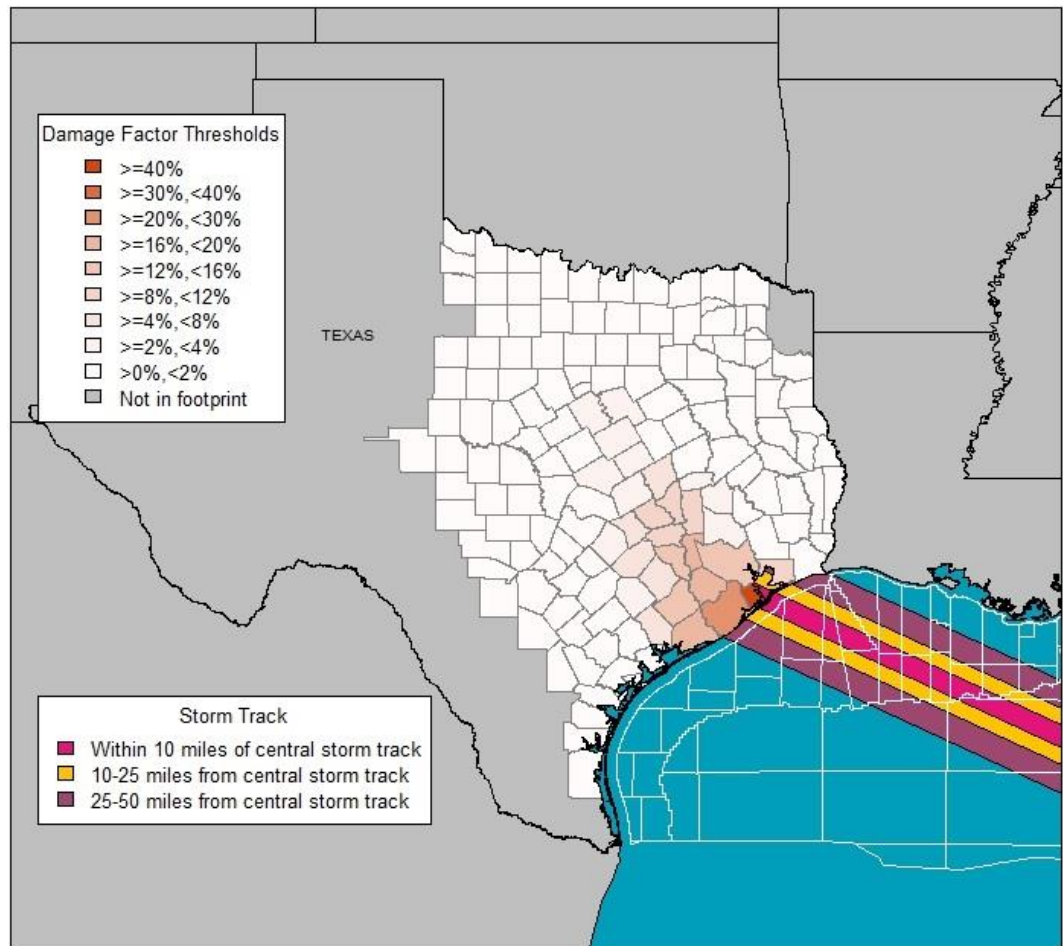 Damage Factor Thresholds
>=40%
>=30%,<40%
>=20%,<30%
>=16%,<20%
>=12%,<16%
>=8%,<12%
>=4%,<8%
>=2%,<4%
>0%,<2%
Not in footprint
TEXAS
Storm Track
Within 10 miles of central storm track
10-25 miles from central storm track
25-50 miles from central storm track